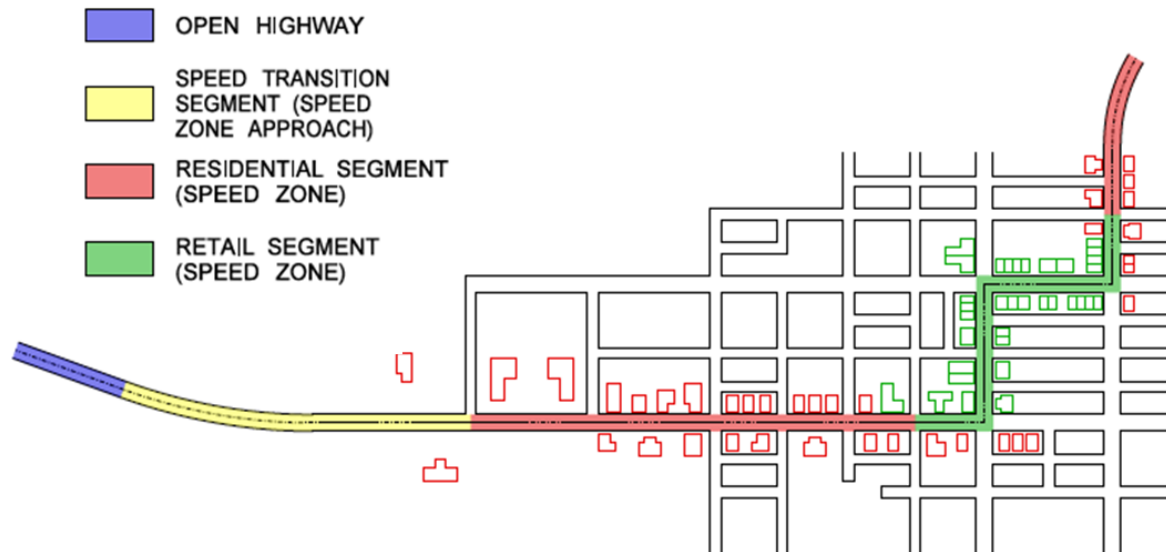 OPEN HIGHWAY
SPEED TRANSITION
SEGMENT (SPEED
ZONE APPROACH)
RESIDENTIAL SEGMENT
(SPEED ZONE)
RETAIL SEGMENT
(SPEED ZONE)